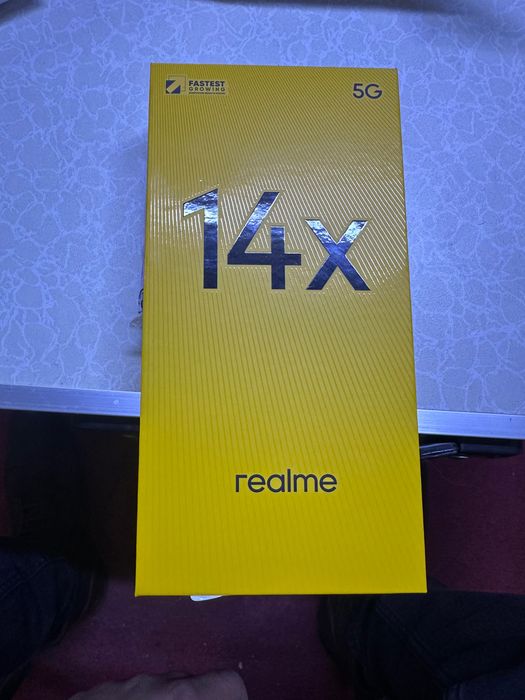 FASTEST
GROWING
5G
14x
realme